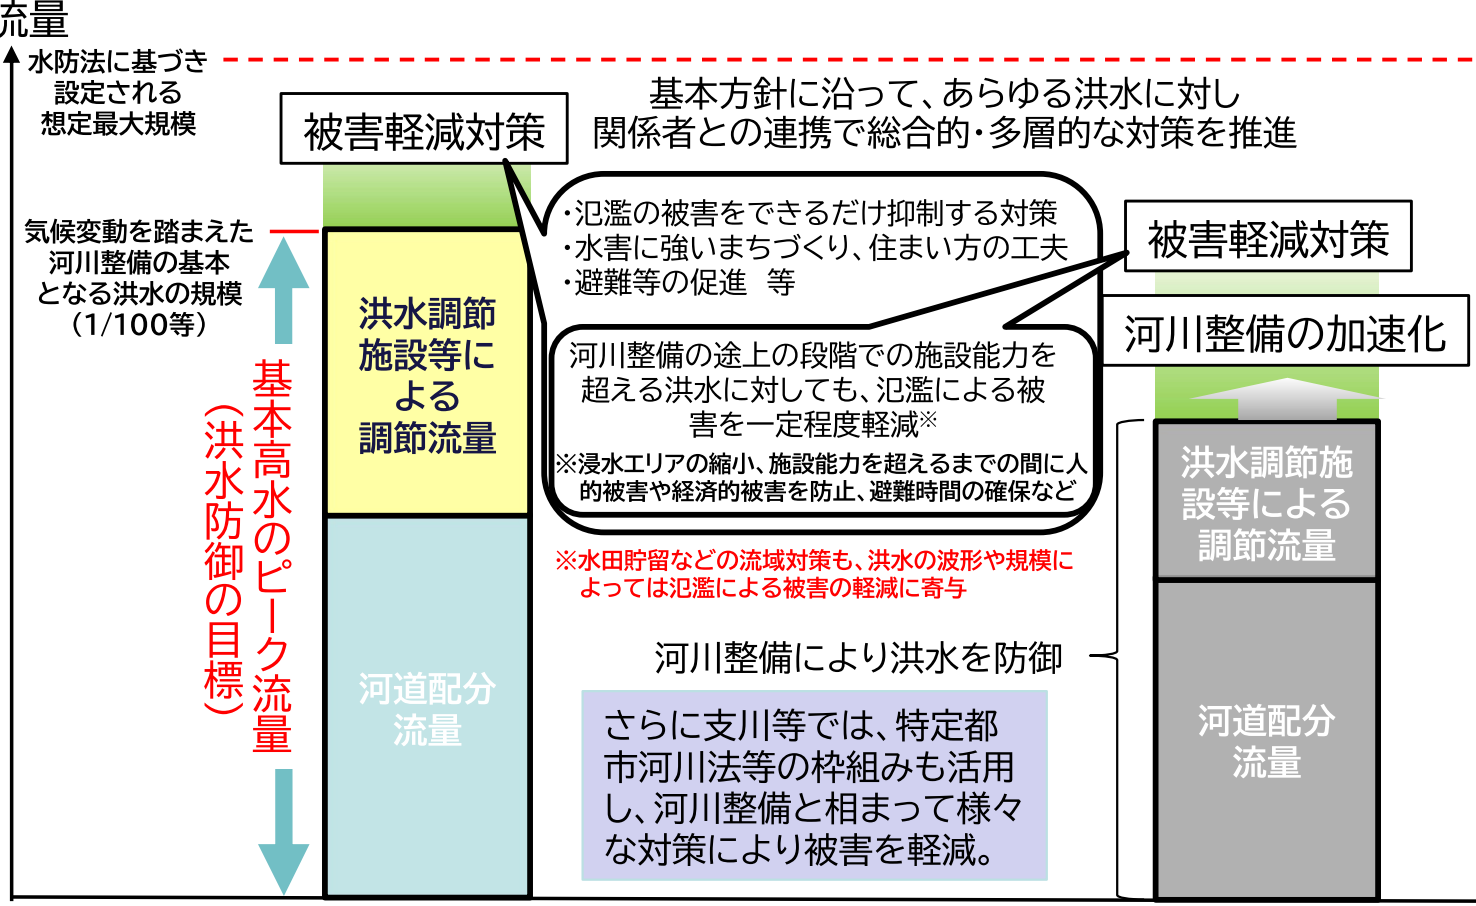 流量
水防法に基づき
設定される
想定最大規模
被害軽減対策
基本方針に沿って、あらゆる洪水に対し
関係者との連携で総合的・多層的な対策を推進
・氾濫の被害をできるだけ抑制する対策
・水害に強いまちづくり、住まい方の工夫
・避難等の促進　等
被害軽減対策
気候変動を踏まえた
河川整備の基本
となる洪水の規模
（1/100等）
基本高水のピーク流量
（洪水防御の目標）
洪水調節
施設等に
よる
調節流量
河川整備の途上の段階での施設能力を
超える洪水に対しても、氾濫による被
害を一定程度軽減※
※浸水エリアの縮小、施設能力を超えるまでの間に人
的被害や経済的被害を防止、避難時間の確保など
河川整備の加速化
洪水調節施
設等による
調節流量
※水田貯留などの流域対策も、洪水の波形や規模に
よっては氾濫による被害の軽減に寄与
河川整備により洪水を防御
河道配分
流量
さらに支川等では、特定都
市河川法等の枠組みも活用
し、河川整備と相まって様々
な対策により被害を軽減。
河道配分
流量